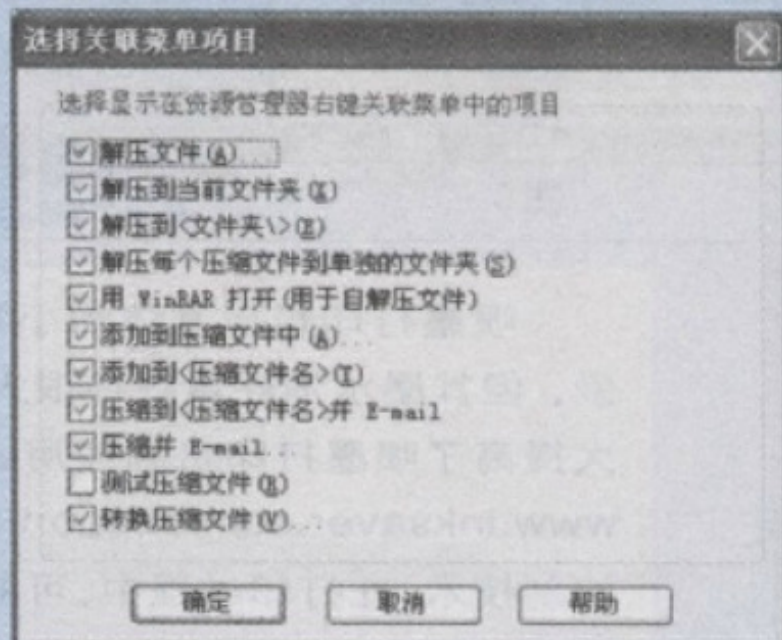 选择关联菜单项目
选择显示在资源管理器右键关联菜单中的项目
解压文件(A)...
解压到当前文件夹(X)
解压到<文件夹\>(E)
解压每个压缩文件到单独的文件夹(S)
用 WinRAR 打开(用于自解压文件)
添加到压缩文件中(A)...
添加到<压缩文件名>(T)
压缩到<压缩文件名>并 E-mail
压缩并 E-mail...
测试压缩文件(R)
转换压缩文件(V)...
确定
取消
帮助